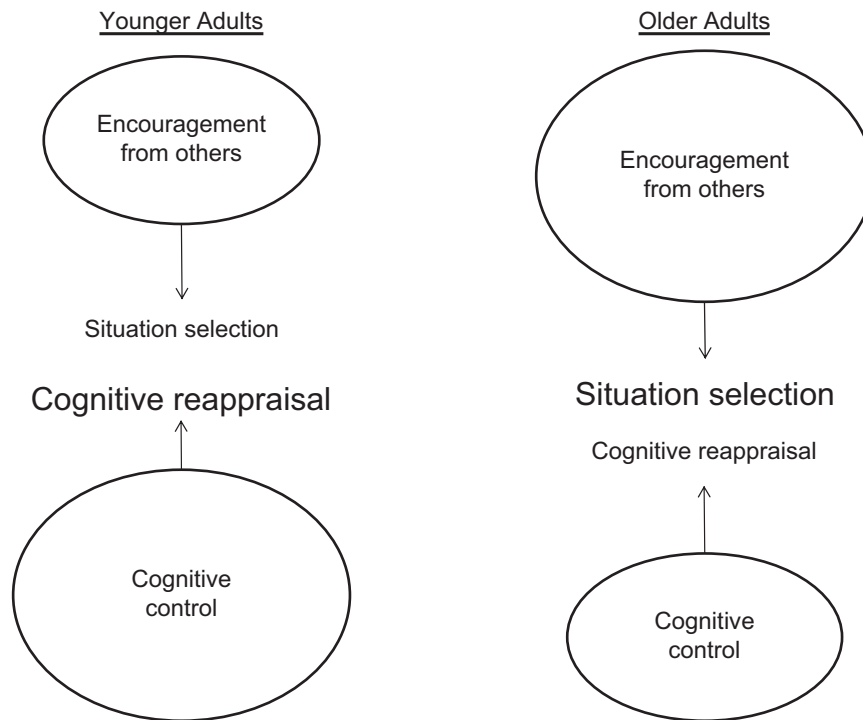 Younger Adults
Encouragement
from others
Situation selection
Cognitive reappraisal
Cognitive
control
Older Adults
Encouragement
from others
Situation selection
Cognitive reappraisal
Cognitive
control